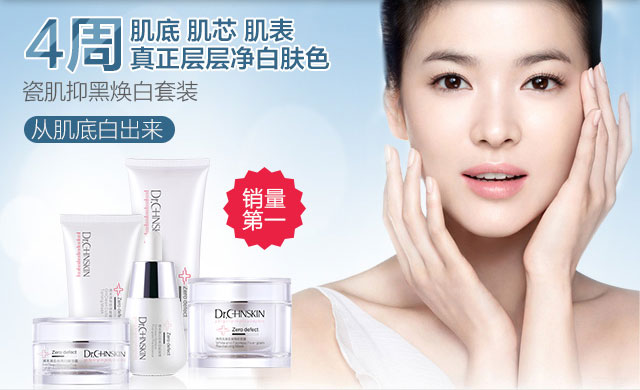 4周
肌底 肌芯 肌表
真正层层净白肤色
瓷肌抑黑焕白套装
从肌底白出来
销量
第一
Dr.CHNSKIN
Dr.CHNSKIN
Zero defect
Dr.CHNSKIN
Zero defect
Dr.CHNSKIN
Zero defect